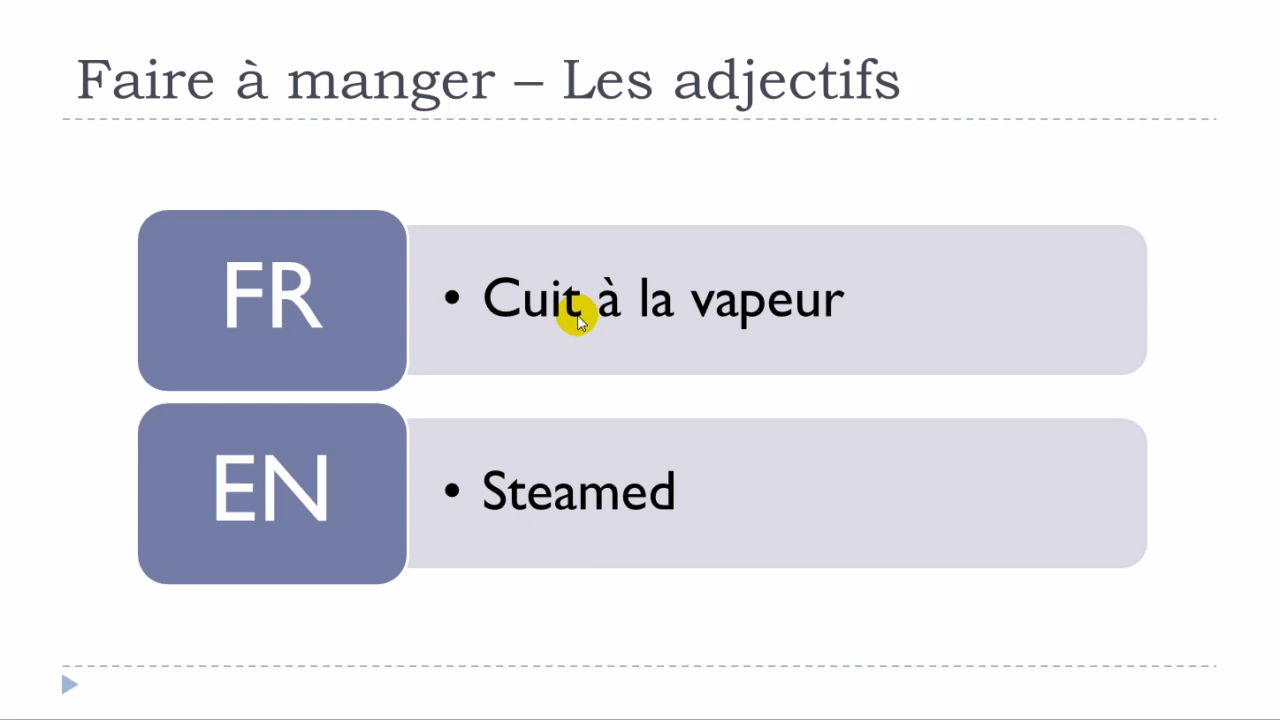 Faire à manger – Les adjectifs
FR
• Cuit à la vapeur
EN
• Steamed